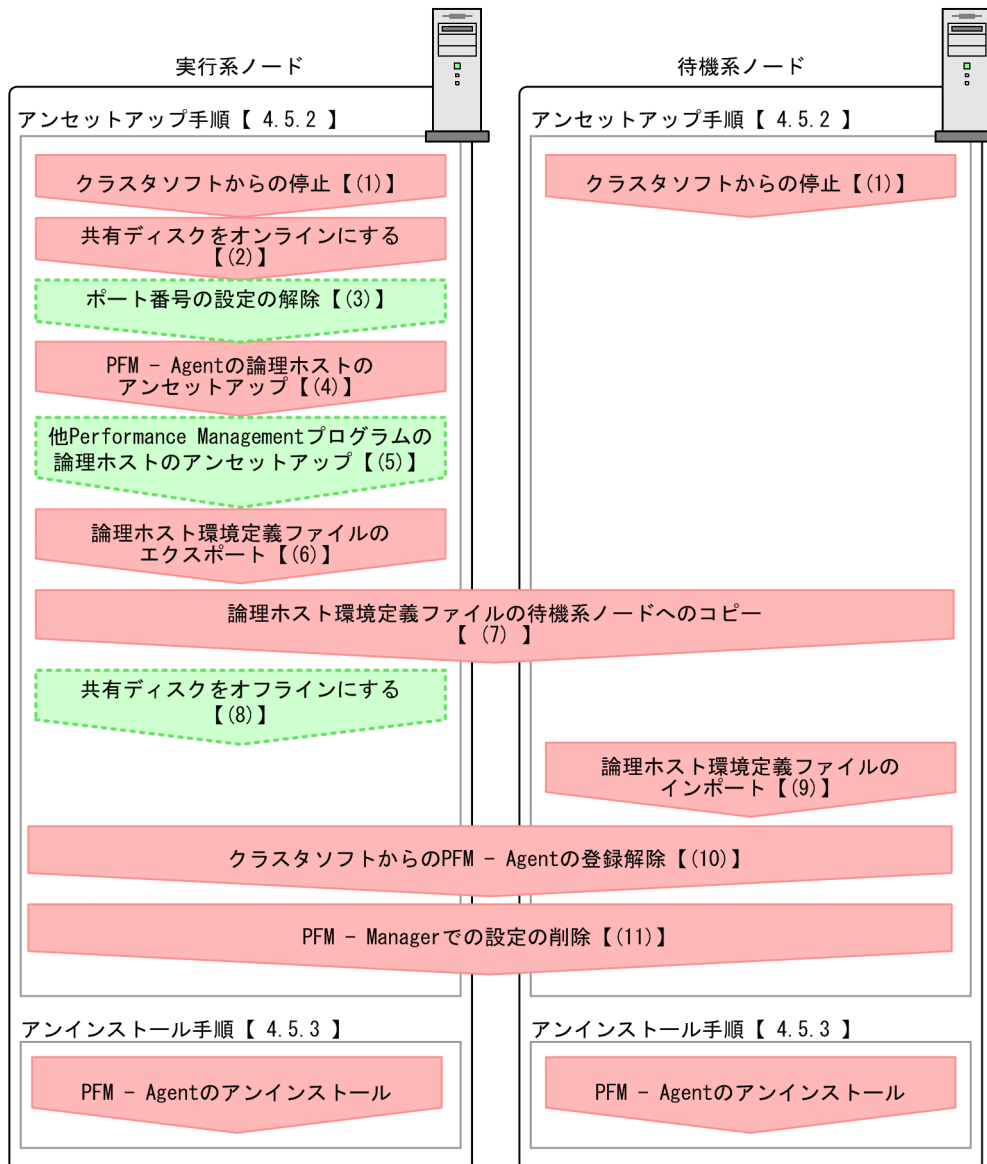 実行系ノード
待機系ノード
アンセットアップ手順【 4.5.2 】
アンセットアップ手順【 4.5.2 】
クラスタソフトからの停止【(1)】
クラスタソフトからの停止【(1)】
共有ディスクをオンラインにする
【(2)】
ポート番号の設定の解除【(3)】
PFM - Agentの論理ホストの
アンセットアップ【(4)】
他Performance Managementプログラムの
論理ホストのアンセットアップ【(5)】
論理ホスト環境定義ファイルの
エクスポート【(6)】
論理ホスト環境定義ファイルの待機系ノードへのコピー
【 (7) 】
共有ディスクをオフラインにする
【(8)】
論理ホスト環境定義ファイルの
インポート【(9)】
クラスタソフトからのPFM - Agentの登録解除【(10)】
PFM - Managerでの設定の削除【(11)】
アンインストール手順【 4.5.3 】
アンインストール手順【 4.5.3 】
PFM - Agentのアンインストール
PFM - Agentのアンインストール